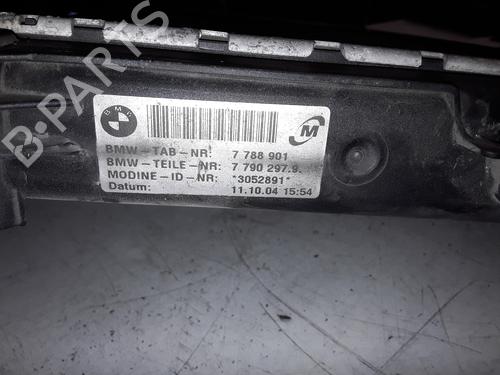 B-PARTS
BMW
M
BMW-TAB-NR: 7 788 901
BMW-TEILE-NR: 7 790 297.9.
MODINE-ID-NR: *3052891*
Datum: 11.10.04 15:54